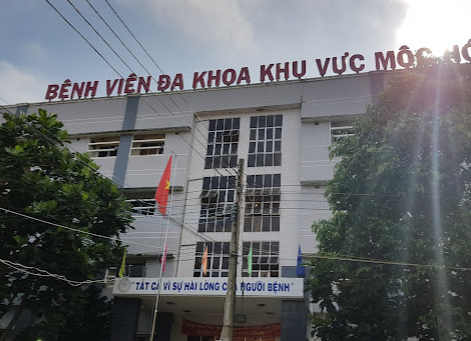 BỆNH VIỆN ĐA KHOA KHU VỰC MỘC
"TẤT CẢ VÌ SỰ HÀI LÒNG CỦA NGƯỜI BỆNH"